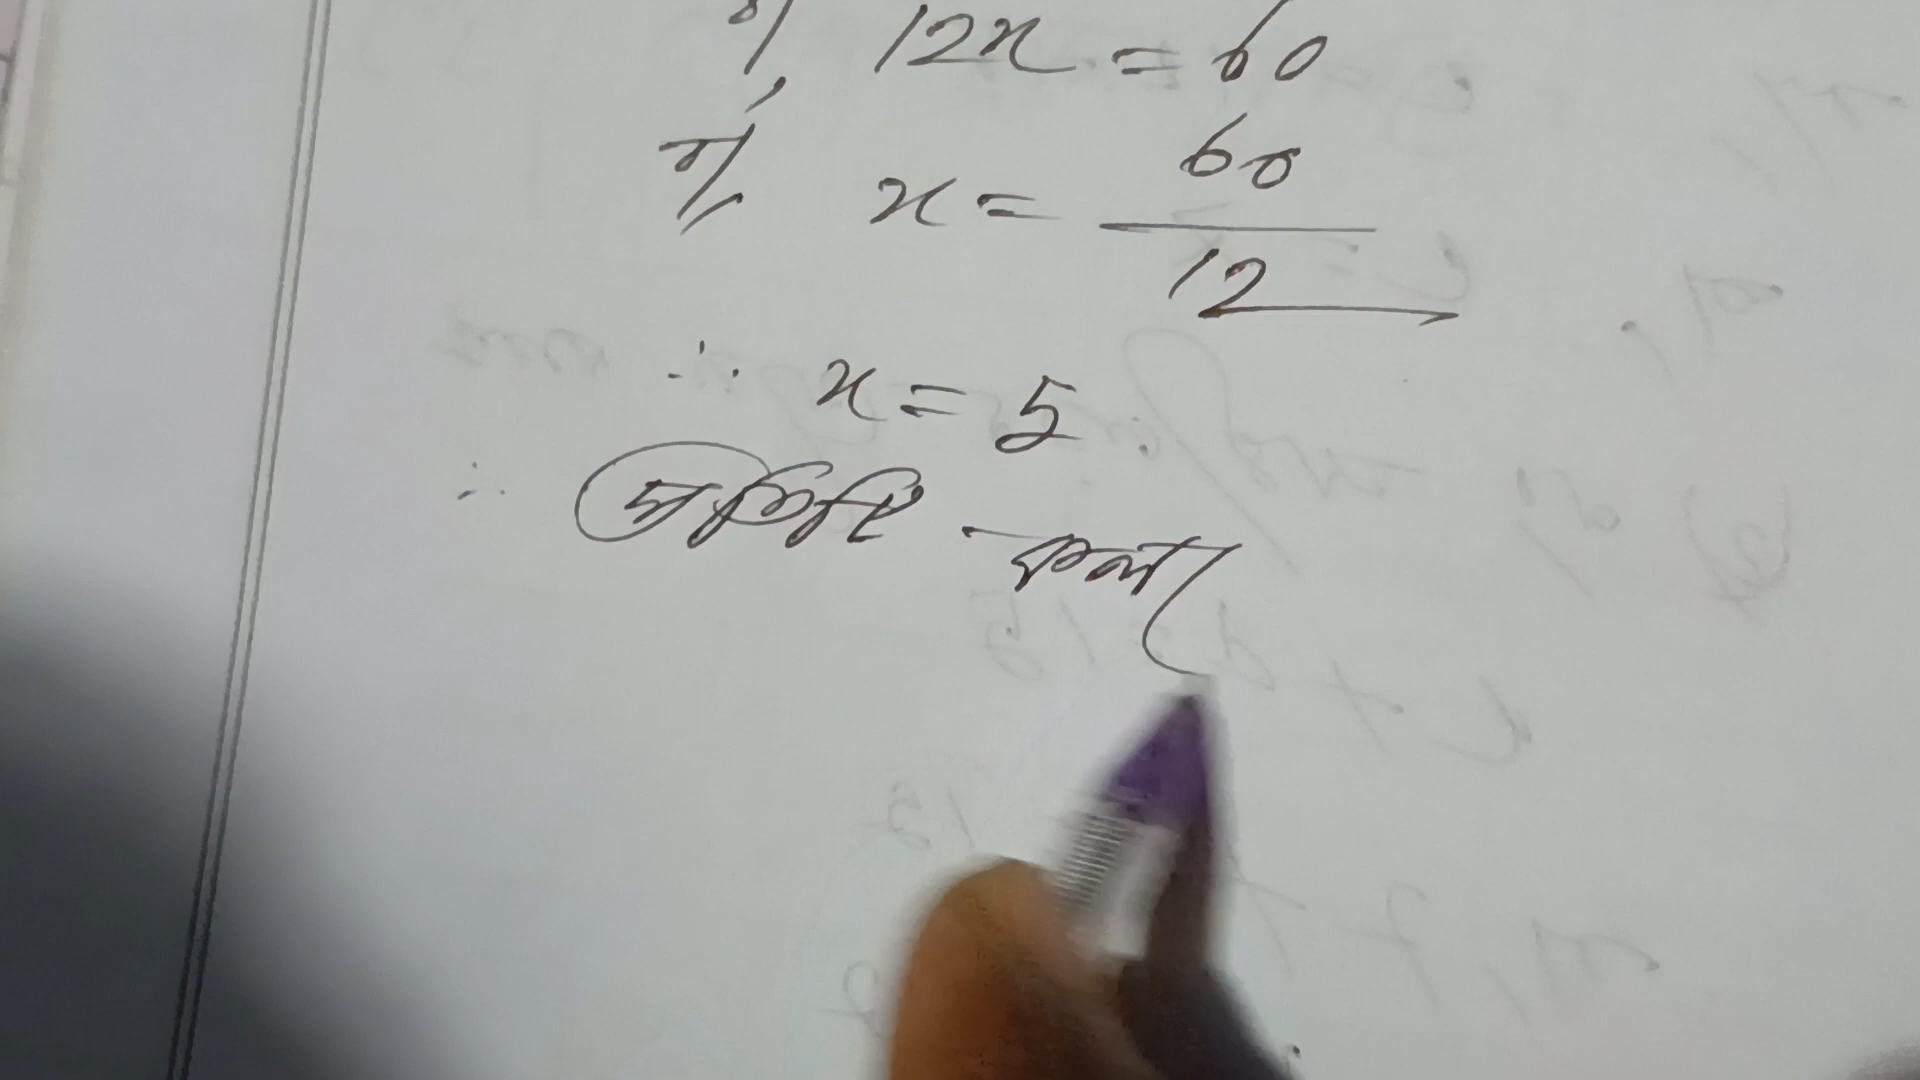 বা, 12x = 60
বা, x = 60/12
∴ x = 5
∴ নির্ণেয়